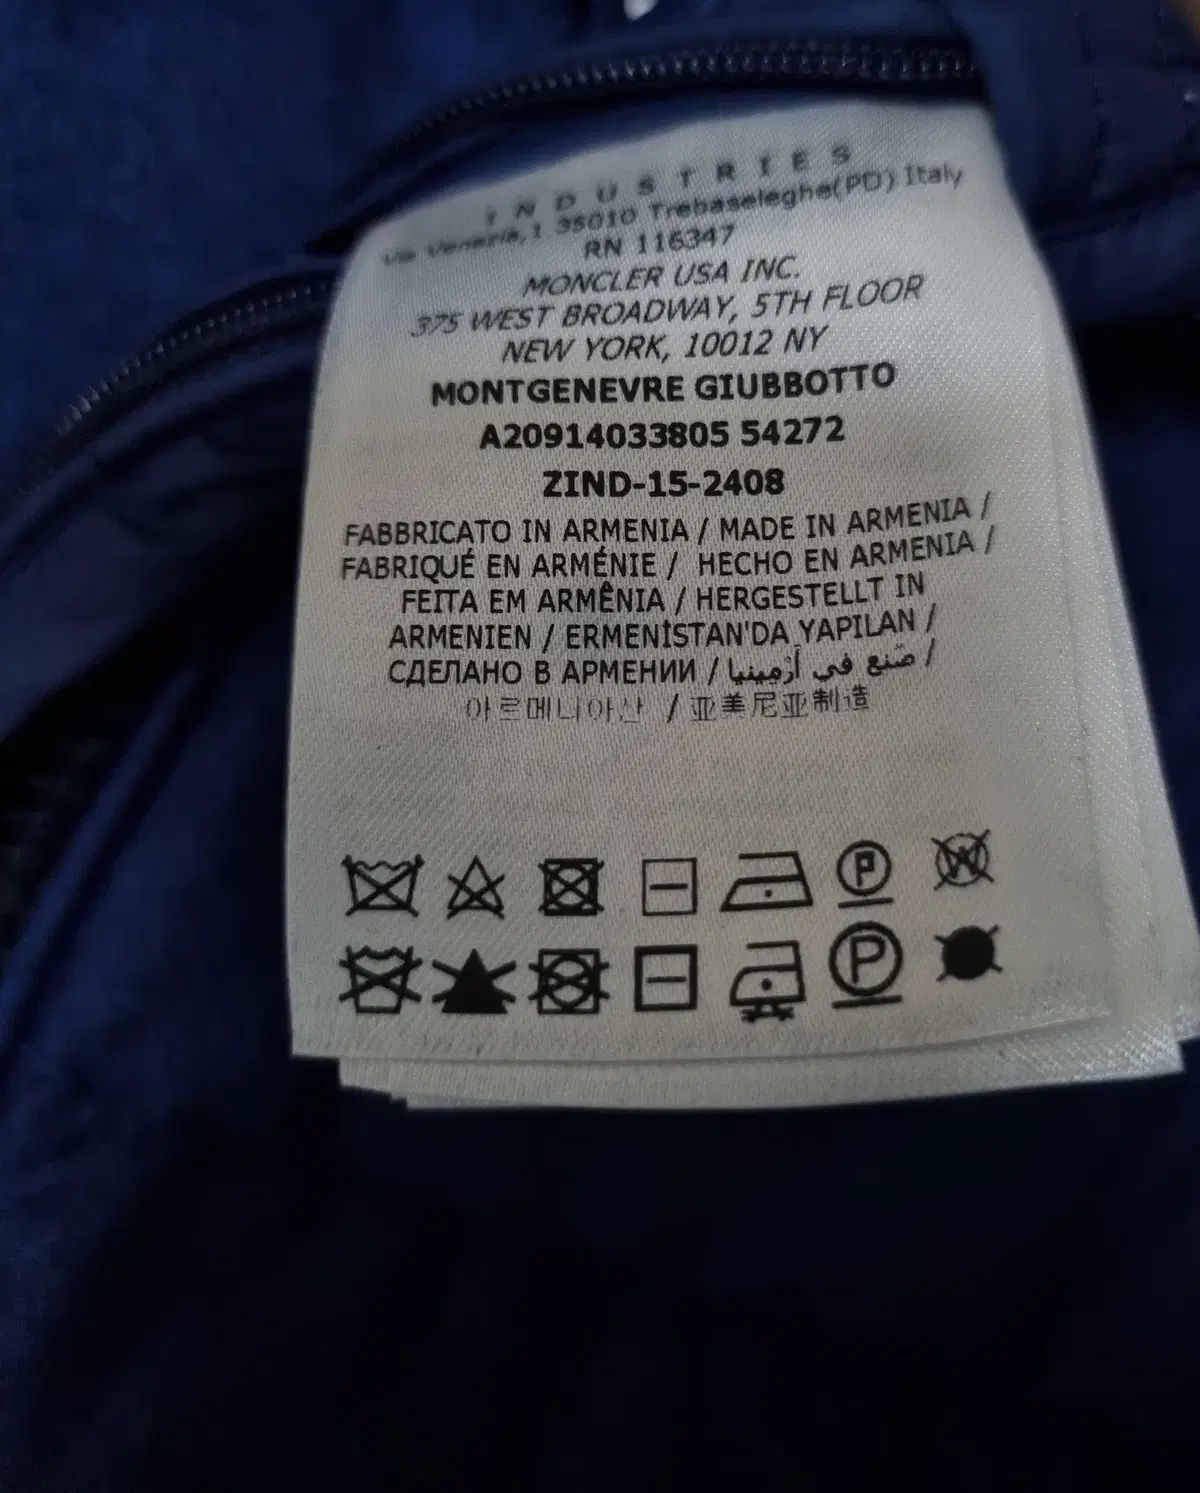 INDUSTRIES
Via Venezia,1 35010 Trebaseleghe(PD) Italy
RN 116347
MONCLER USA INC.
375 WEST BROADWAY, 5TH FLOOR
NEW YORK, 10012 NY
MONTGENEVRE GIUBBOTTO
A20914033805 54272
ZIND-15-2408
FABBRICATO IN ARMENIA / MADE IN ARMENIA /
FABRIQUÉ EN ARMÉNIE / HECHO EN ARMENIA /
FEITA EM ARMÊNIA / HERGESTELLT IN
ARMENIEN / ERMENİSTAN'DA YAPILAN /
СДЕЛАНО В АРМЕНИИ / صنع في أرمينيا /
아르메니아산 / 亚美尼亚制造
P W
P